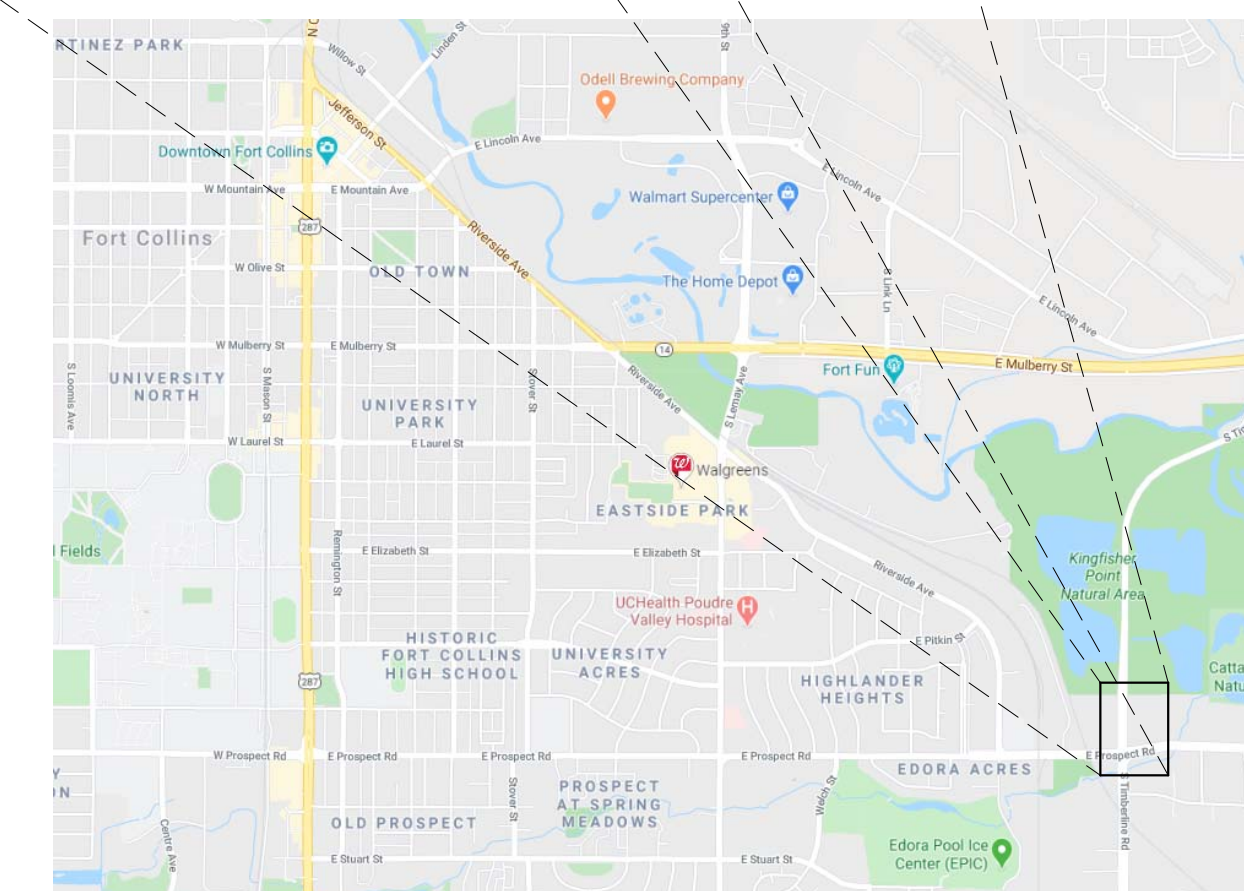 N
RTINEZ PARK
Willow St
Linden St
9th St
Odell Brewing Company
Jefferson St
E Lincoln Ave
Downtown Fort Collins
E Lincoln Ave
W Mountain Ave
E Mountain Ave
Walmart Supercenter
287
Fort Collins
Riverside Ave
W Olive St
OLD TOWN
The Home Depot
S Link Ln
E Lincoln Ave
W Mulberry St
E Mulberry St
14
E Mulberry St
Fort Fun
S Loomis Ave
S Mason St
Stover St
Riverside Ave
S Lemay Ave
UNIVERSITY
NORTH
UNIVERSITY
PARK
W Laurel St
E Laurel St
S Tim
Walgreens
EASTSIDE PARK
l Fields
Remington St
E Elizabeth St
E Elizabeth St
Riverside Ave
Kingfisher
Point
Natural Area
UCHealth Poudre
Valley Hospital
HISTORIC
FORT COLLINS
HIGH SCHOOL
UNIVERSITY
ACRES
E Pitkin St
Catta
Natu
287
HIGHLANDER
HEIGHTS
W Prospect Rd
E Prospect Rd
E Prospect Rd
E Prospect Rd
E Prospect Rd
EDORA ACRES
Y
ON
PROSPECT
AT SPRING
MEADOWS
Stover St
Welch St
S Timberline Rd
Centre Ave
OLD PROSPECT
E Stuart St
E Stuart St
Edora Pool Ice
Center (EPIC)